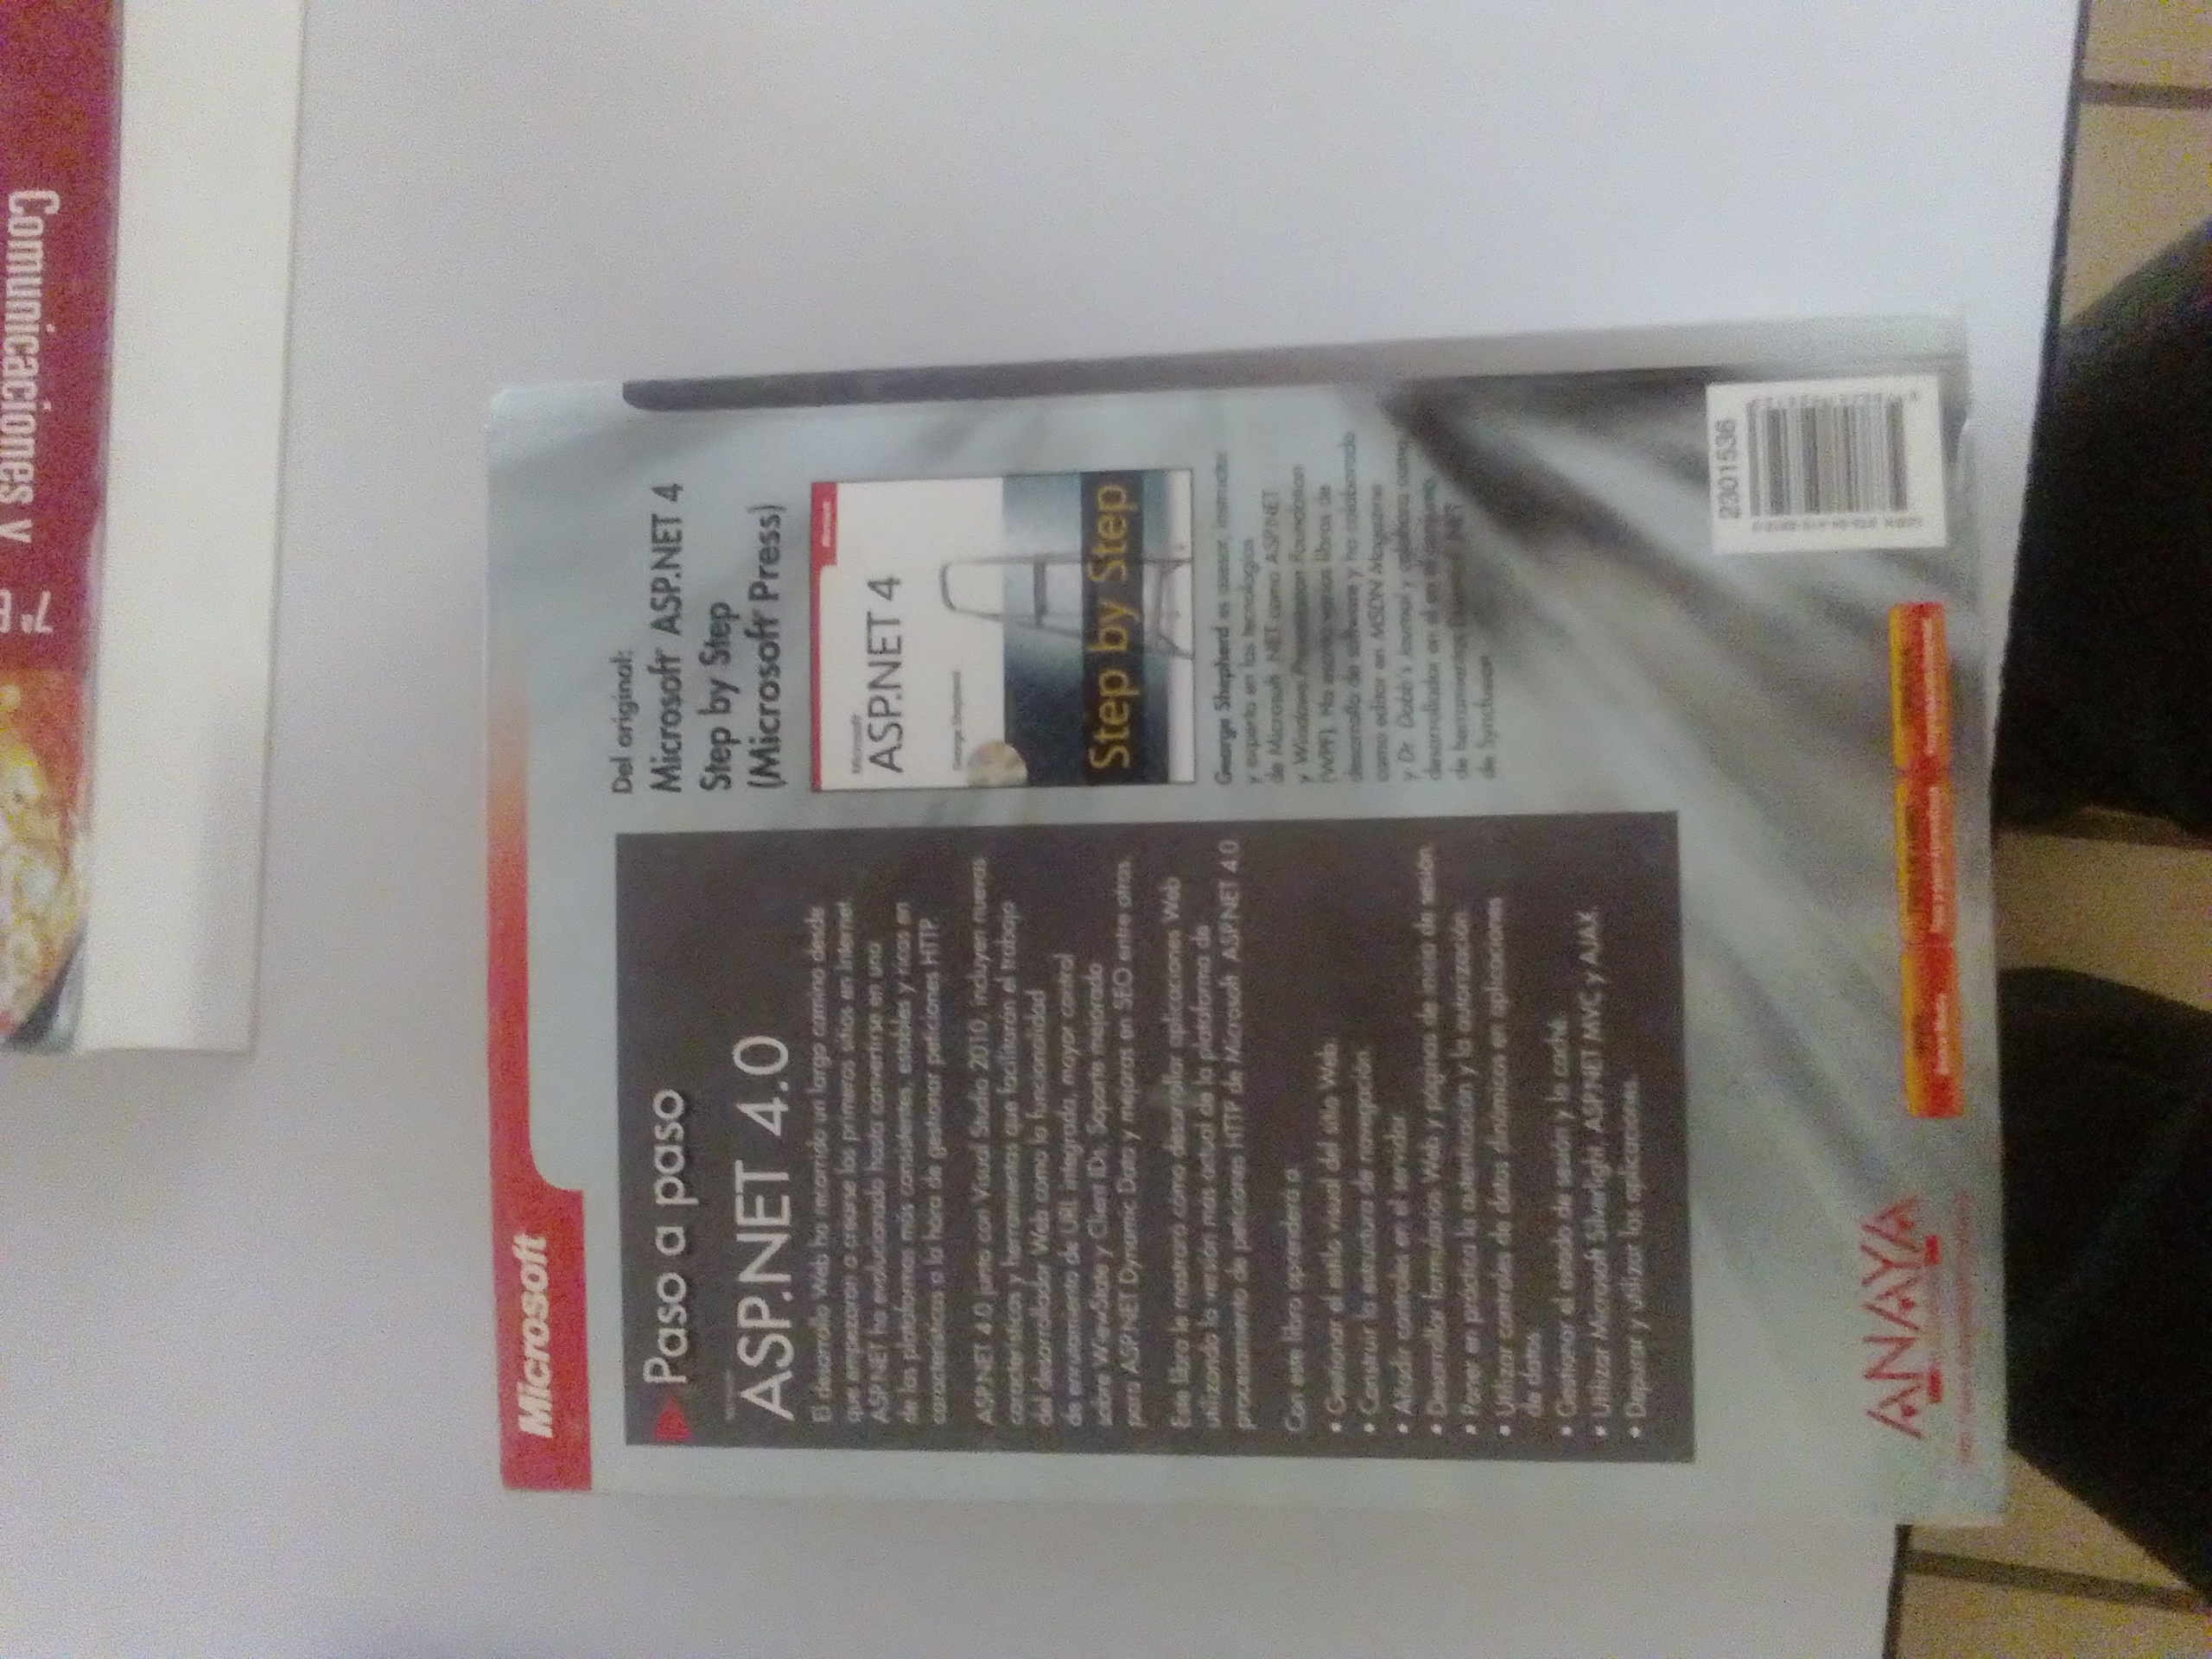 Comunicaciones y
7ª E
Microsoft
Paso a paso
Microsoft
ASP.NET 4.0
El desarrollo Web ha recorrido un largo camino desde
que empezaron a crearse los primeros sitios en Internet.
ASP.NET ha evolucionado hasta convertirse en una
de las plataformas más consistentes, estables y ricas en
características a la hora de gestionar peticiones HTTP.
ASP.NET 4.0 junto con Visual Studio 2010, incluyen nuevas
características y herramientas que facilitarán el trabajo
del desarrollador Web como la funcionalidad
de enrutamiento de URL integrada, mayor control
sobre WiewState y Client IDs, Soporte mejorado
para ASP.NET Dynamic Data y mejoras en SEO entre otras.
Este libro le mostrará cómo desarrollar aplicaciones Web
utilizando la versión más actual de la plataforma de
procesamiento de peticiones HTTP de Microsoft: ASP.NET 4.0
Con este libro aprenderá a:
• Gestionar el estilo visual del sitio Web.
• Construir la estructura de navegación.
• Añadir controles en el servidor.
• Desarrollar formularios Web y páginas de inicio de sesión.
• Poner en práctica la autenticación y la autorización.
• Utilizar controles de datos dinámicos en aplicaciones
de datos.
• Gestionar el estado de sesión y la caché.
• Utilizar Microsoft Silverlight, ASP.NET MVC y AJAX.
• Depurar y utilizar las aplicaciones.
Del original:
Microsoft ASP.NET 4
Step by Step
(Microsoft Press)
Microsoft
Microsoft
ASP.NET 4
George Shepherd
Step by Step
George Shepherd es asesor, instructor
y experto en las tecnologías
de Microsoft .NET como ASP.NET
y Windows Presentation Foundation
(WPF). Ha escrito varios libros de
desarrollo de software y ha colaborado
como editor en MSDN Magazine
y Dr. Dobb's Journal y colabora como
desarrollador en el en el conjunto
de herramientas Essential .NET
de Syncfusion.
2301536
ANAYA